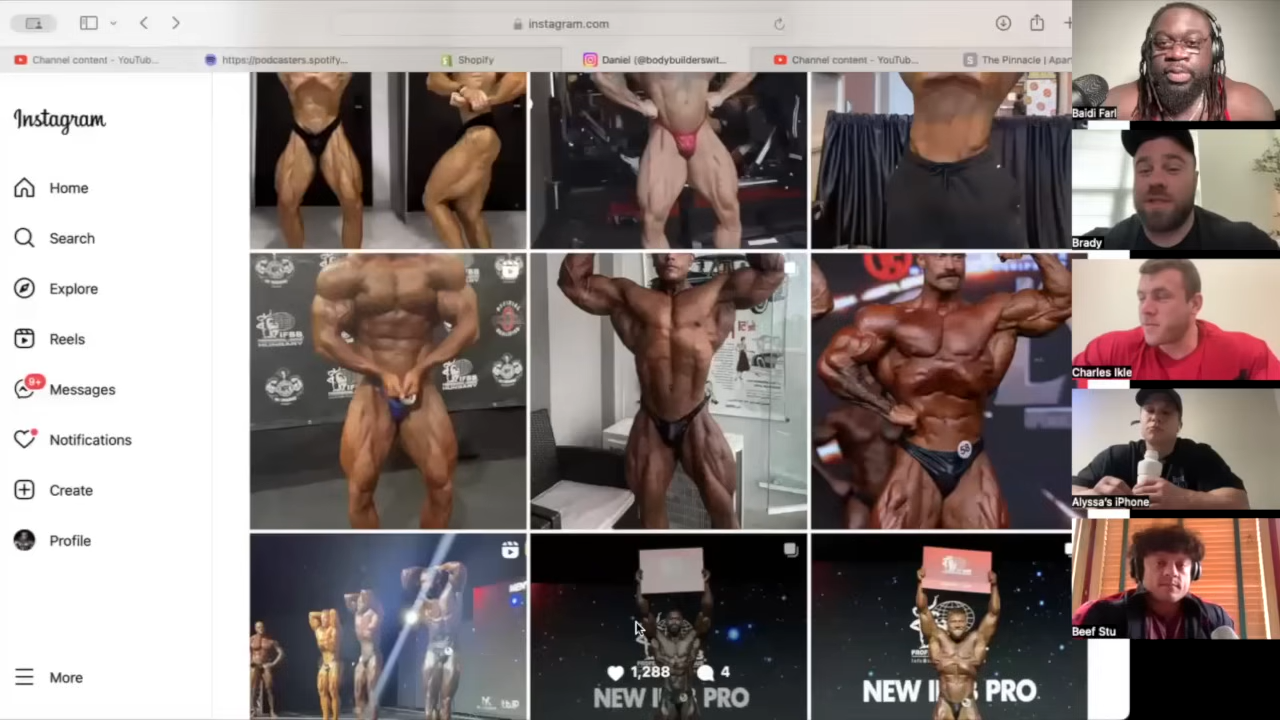 instagram.com
Channel content - YouTub...
https://podcasters.spotify...
Shopify
Daniel (@bodybuilderswit...
Channel content - YouTub...
The Pinnacle | Apar
Instagram
Home
Search
Explore
Reels
9+
Messages
Notifications
Create
Profile
More
IFBB
1,288
4
NEW I
PRO
NEW I
PRO
Baidi Farl
Brady
Charles Ikle
Alyssa's iPhone
Beef Stu